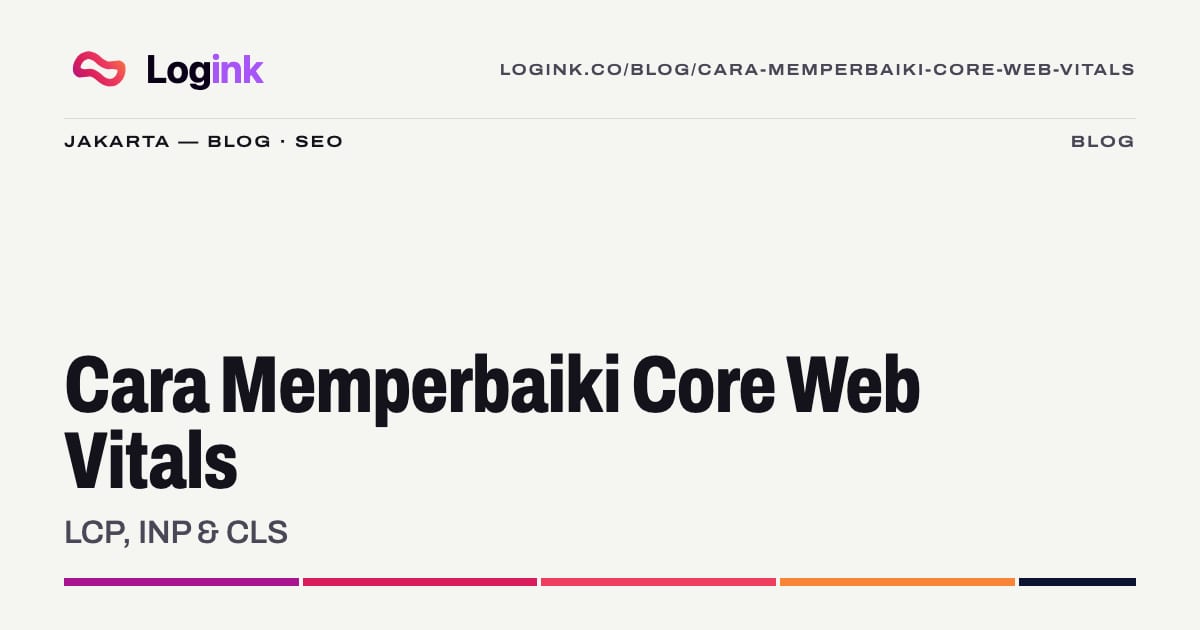 Logink
LOGINK.CO/BLOG/CARA-MEMPERBAIKI-CORE-WEB-VITALS
JAKARTA — BLOG · SEO
BLOG
Cara Memperbaiki Core Web
Vitals
LCP, INP & CLS